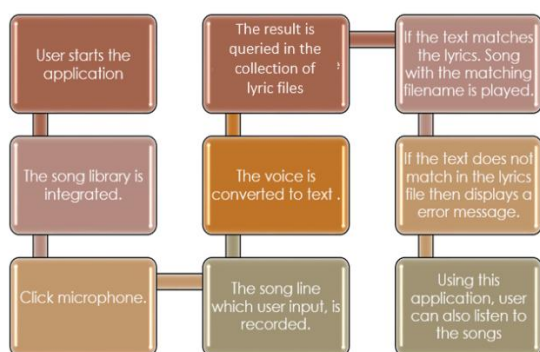 User starts the
application
The song library is
integrated.
Click microphone.
The song line
which user input, is
recorded.
The voice is
converted to text .
The result is
queried in the
collection of
lyric files
?
If the text matches
the lyrics. Song
with the matching
filename is played.
If the text does not
match in the lyrics
file then displays a
error message.
Using this
application, user
can also listen to
the songs